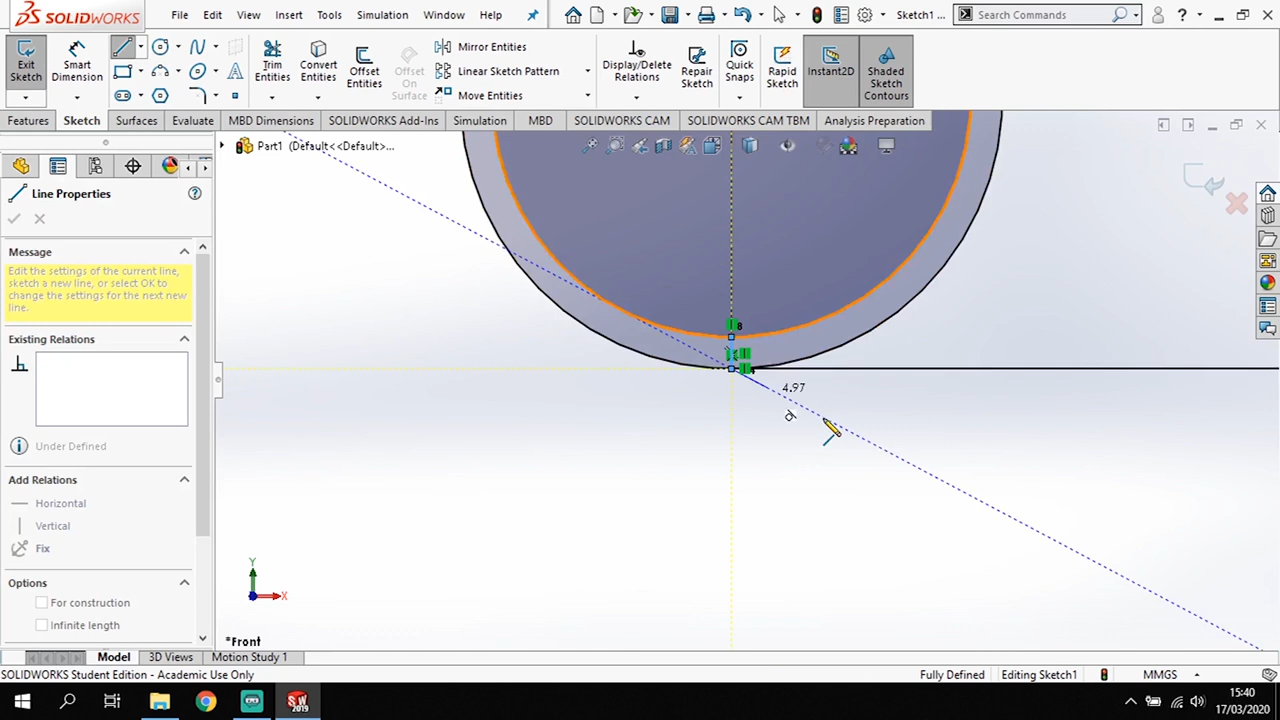 SOLIDWORKS File Edit View Insert Tools Simulation Window Help Sketch1 ... Search Commands ?
Exit Sketch Smart Dimension Trim Entities Convert Entities Offset Entities Offset On Surface Mirror Entities Linear Sketch Pattern Move Entities Display/Delete Relations Repair Sketch Quick Snaps Rapid Sketch Instant2D Shaded Sketch Contours
Features Sketch Surfaces Evaluate MBD Dimensions SOLIDWORKS Add-Ins Simulation MBD SOLIDWORKS CAM SOLIDWORKS CAM TBM Analysis Preparation
Part1 (Default<<Default>...
Line Properties
Message
Edit the settings of the current line,
sketch a new line, or select OK to
change the settings for the next new
line.
Existing Relations
Under Defined
Add Relations
Horizontal
Vertical
Fix
Options
For construction
Infinite length
8
4.97
Y
X
*Front
Model 3D Views Motion Study 1
SOLIDWORKS Student Edition - Academic Use Only Fully Defined Editing Sketch1 MMGS
SW 2019
15:40
17/03/2020